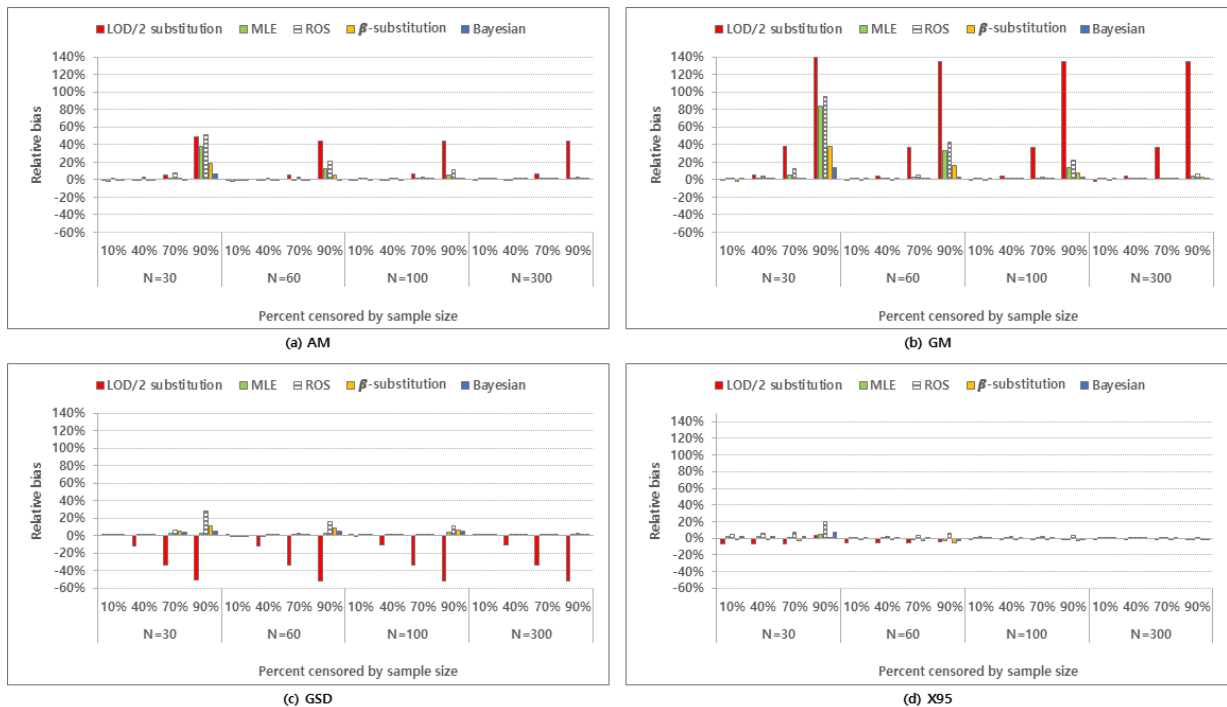 LOD/2 substitution MLE ROS β-substitution Bayesian
140%
120%
100%
80%
60%
40%
20%
0%
-20%
-40%
-60%
Relative bias
10% 40% 70% 90% 10% 40% 70% 90% 10% 40% 70% 90% 10% 40% 70% 90%
N=30 N=60 N=100 N=300
Percent censored by sample size
(a) AM
LOD/2 substitution MLE ROS β-substitution Bayesian
140%
120%
100%
80%
60%
40%
20%
0%
-20%
-40%
-60%
Relative bias
10% 40% 70% 90% 10% 40% 70% 90% 10% 40% 70% 90% 10% 40% 70% 90%
N=30 N=60 N=100 N=300
Percent censored by sample size
(b) GM
LOD/2 substitution MLE ROS β-substitution Bayesian
140%
120%
100%
80%
60%
40%
20%
0%
-20%
-40%
-60%
Relative bias
10% 40% 70% 90% 10% 40% 70% 90% 10% 40% 70% 90% 10% 40% 70% 90%
N=30 N=60 N=100 N=300
Percent censored by sample size
(c) GSD
LOD/2 substitution MLE ROS β-substitution Bayesian
140%
120%
100%
80%
60%
40%
20%
0%
-20%
-40%
-60%
Relative bias
10% 40% 70% 90% 10% 40% 70% 90% 10% 40% 70% 90% 10% 40% 70% 90%
N=30 N=60 N=100 N=300
Percent censored by sample size
(d) X95